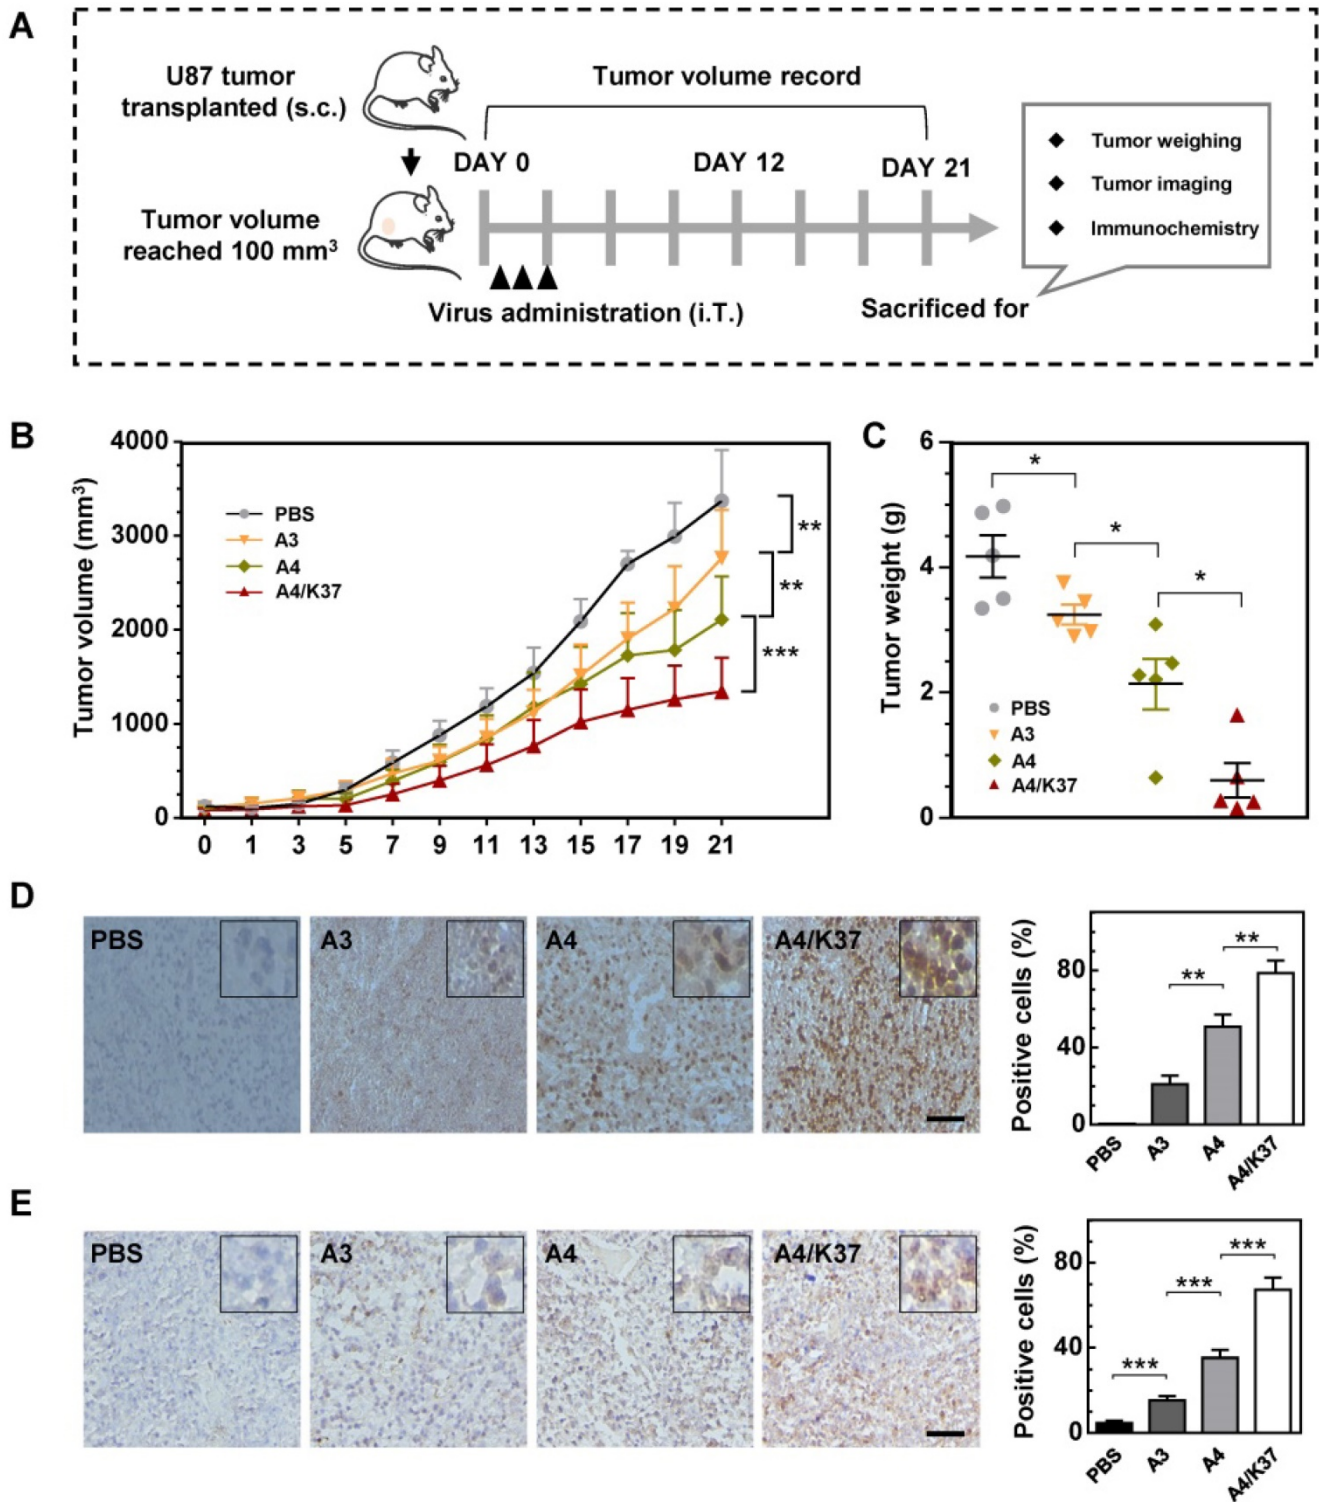 A
U87 tumor
transplanted (s.c.)
Tumor volume
reached 100 mm³
Tumor volume record
DAY 0
DAY 12
DAY 21
Virus administration (i.T.)
Sacrificed for
◆ Tumor weighing
◆ Tumor imaging
◆ Immunochemistry
B
Tumor volume (mm³)
4000
3000
2000
1000
0
PBS
A3
A4
A4/K37
**
**
***
0 1 3 5 7 9 11 13 15 17 19 21
C
Tumor weight (g)
6
4
2
0
*
*
*
PBS
A3
A4
A4/K37
D
PBS
A3
A4
A4/K37
Positive cells (%)
80
40
0
**
**
PBS
A3
A4
A4/K37
E
PBS
A3
A4
A4/K37
Positive cells (%)
80
40
0
***
***
***
PBS
A3
A4
A4/K37